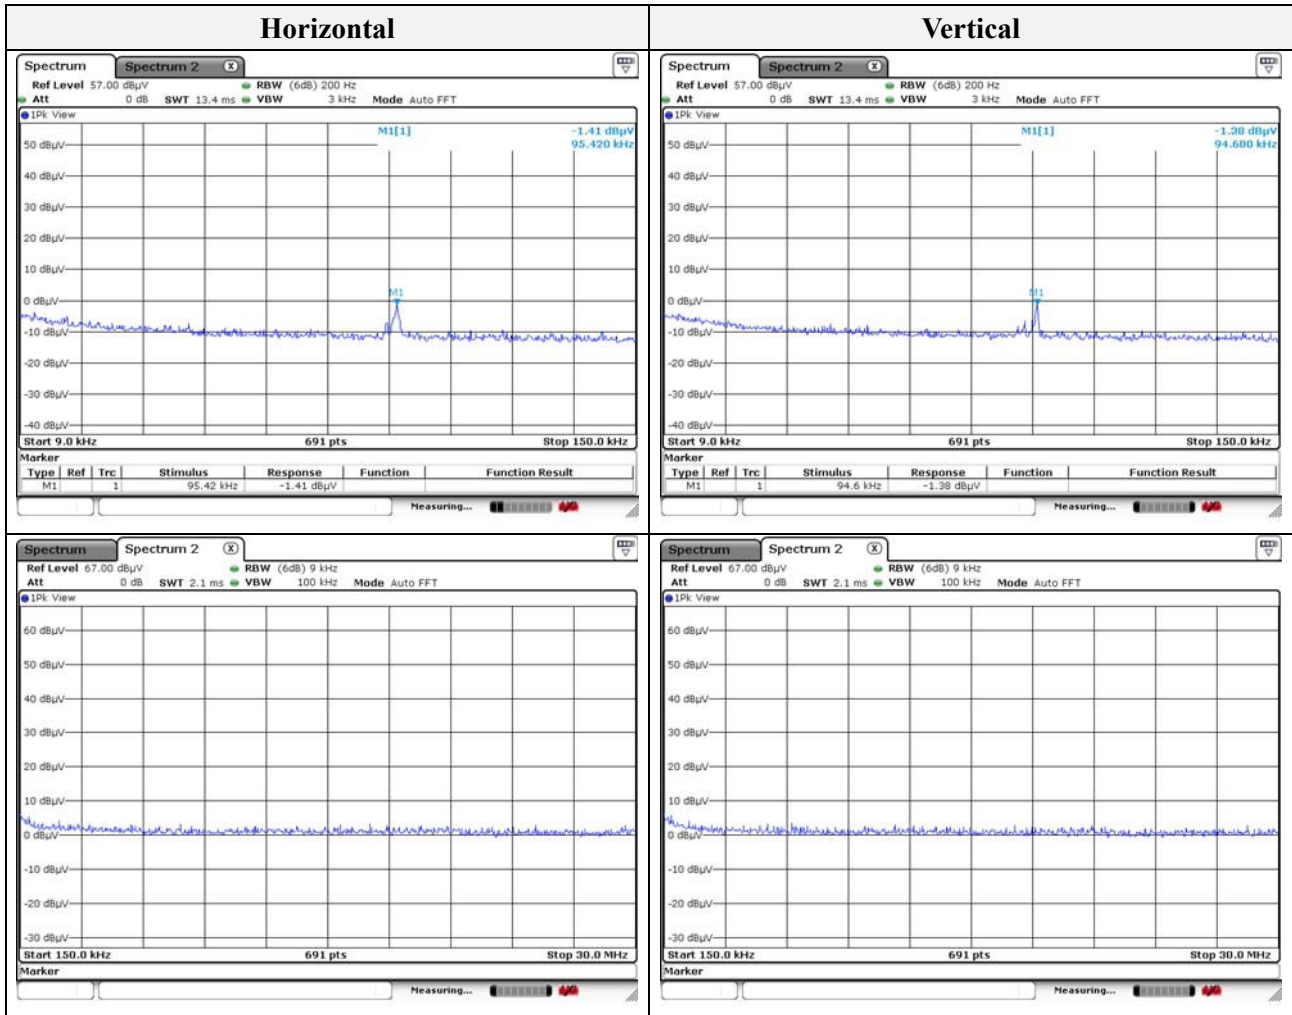 Horizontal Vertical
Spectrum Spectrum 2 X
Ref Level 57.00 dBµV RBW (6dB) 200 Hz
Att 0 dB SWT 13.4 ms VBW 3 kHz Mode Auto FFT
1Pk View
M1[1] -1.41 dBµV
95.420 kHz
50 dBµV
40 dBµV
30 dBµV
20 dBµV
10 dBµV
0 dBµV
M1
-10 dBµV
-20 dBµV
-30 dBµV
-40 dBµV
Start 9.0 kHz 691 pts Stop 150.0 kHz
Marker
Type Ref Trc Stimulus Response Function Function Result
M1 1 95.42 kHz -1.41 dBµV
Measuring...
Spectrum Spectrum 2 X
Ref Level 57.00 dBµV RBW (6dB) 200 Hz
Att 0 dB SWT 13.4 ms VBW 3 kHz Mode Auto FFT
1Pk View
M1[1] -1.38 dBµV
94.600 kHz
50 dBµV
40 dBµV
30 dBµV
20 dBµV
10 dBµV
0 dBµV
M1
-10 dBµV
-20 dBµV
-30 dBµV
-40 dBµV
Start 9.0 kHz 691 pts Stop 150.0 kHz
Marker
Type Ref Trc Stimulus Response Function Function Result
M1 1 94.6 kHz -1.38 dBµV
Measuring...
Spectrum Spectrum 2 X
Ref Level 67.00 dBµV RBW (6dB) 9 kHz
Att 0 dB SWT 2.1 ms VBW 100 kHz Mode Auto FFT
1Pk View
60 dBµV
50 dBµV
40 dBµV
30 dBµV
20 dBµV
10 dBµV
0 dBµV
-10 dBµV
-20 dBµV
-30 dBµV
Start 150.0 kHz 691 pts Stop 30.0 MHz
Marker
Measuring...
Spectrum Spectrum 2 X
Ref Level 67.00 dBµV RBW (6dB) 9 kHz
Att 0 dB SWT 2.1 ms VBW 100 kHz Mode Auto FFT
1Pk View
60 dBµV
50 dBµV
40 dBµV
30 dBµV
20 dBµV
10 dBµV
0 dBµV
-10 dBµV
-20 dBµV
-30 dBµV
Start 150.0 kHz 691 pts Stop 30.0 MHz
Marker
Measuring...